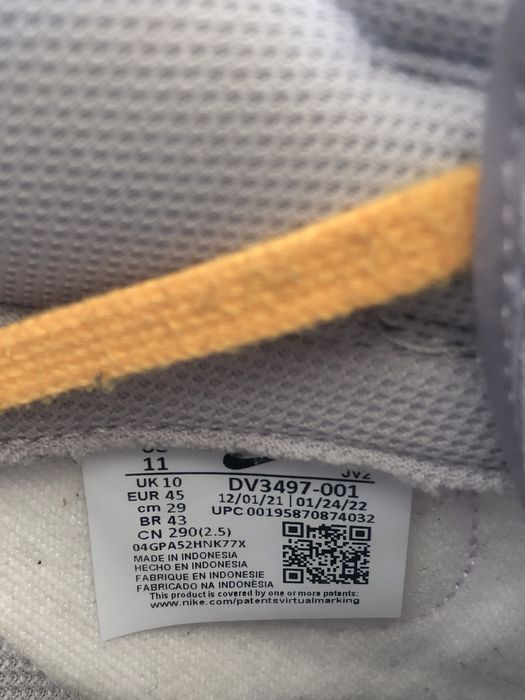 US
11
JV2
UK 10
EUR 45
cm 29
BR 43
CN 290(2.5)
DV3497-001
12/01/21 | 01/24/22
UPC 00195870874032
04GPA52HNK77X
MADE IN INDONESIA
HECHO EN INDONESIA
FABRIQUE EN INDONESIE
FABRICADO NA INDONÉSIA
This product is covered by one or more patents:
www.nike.com/patentsvirtualmarking